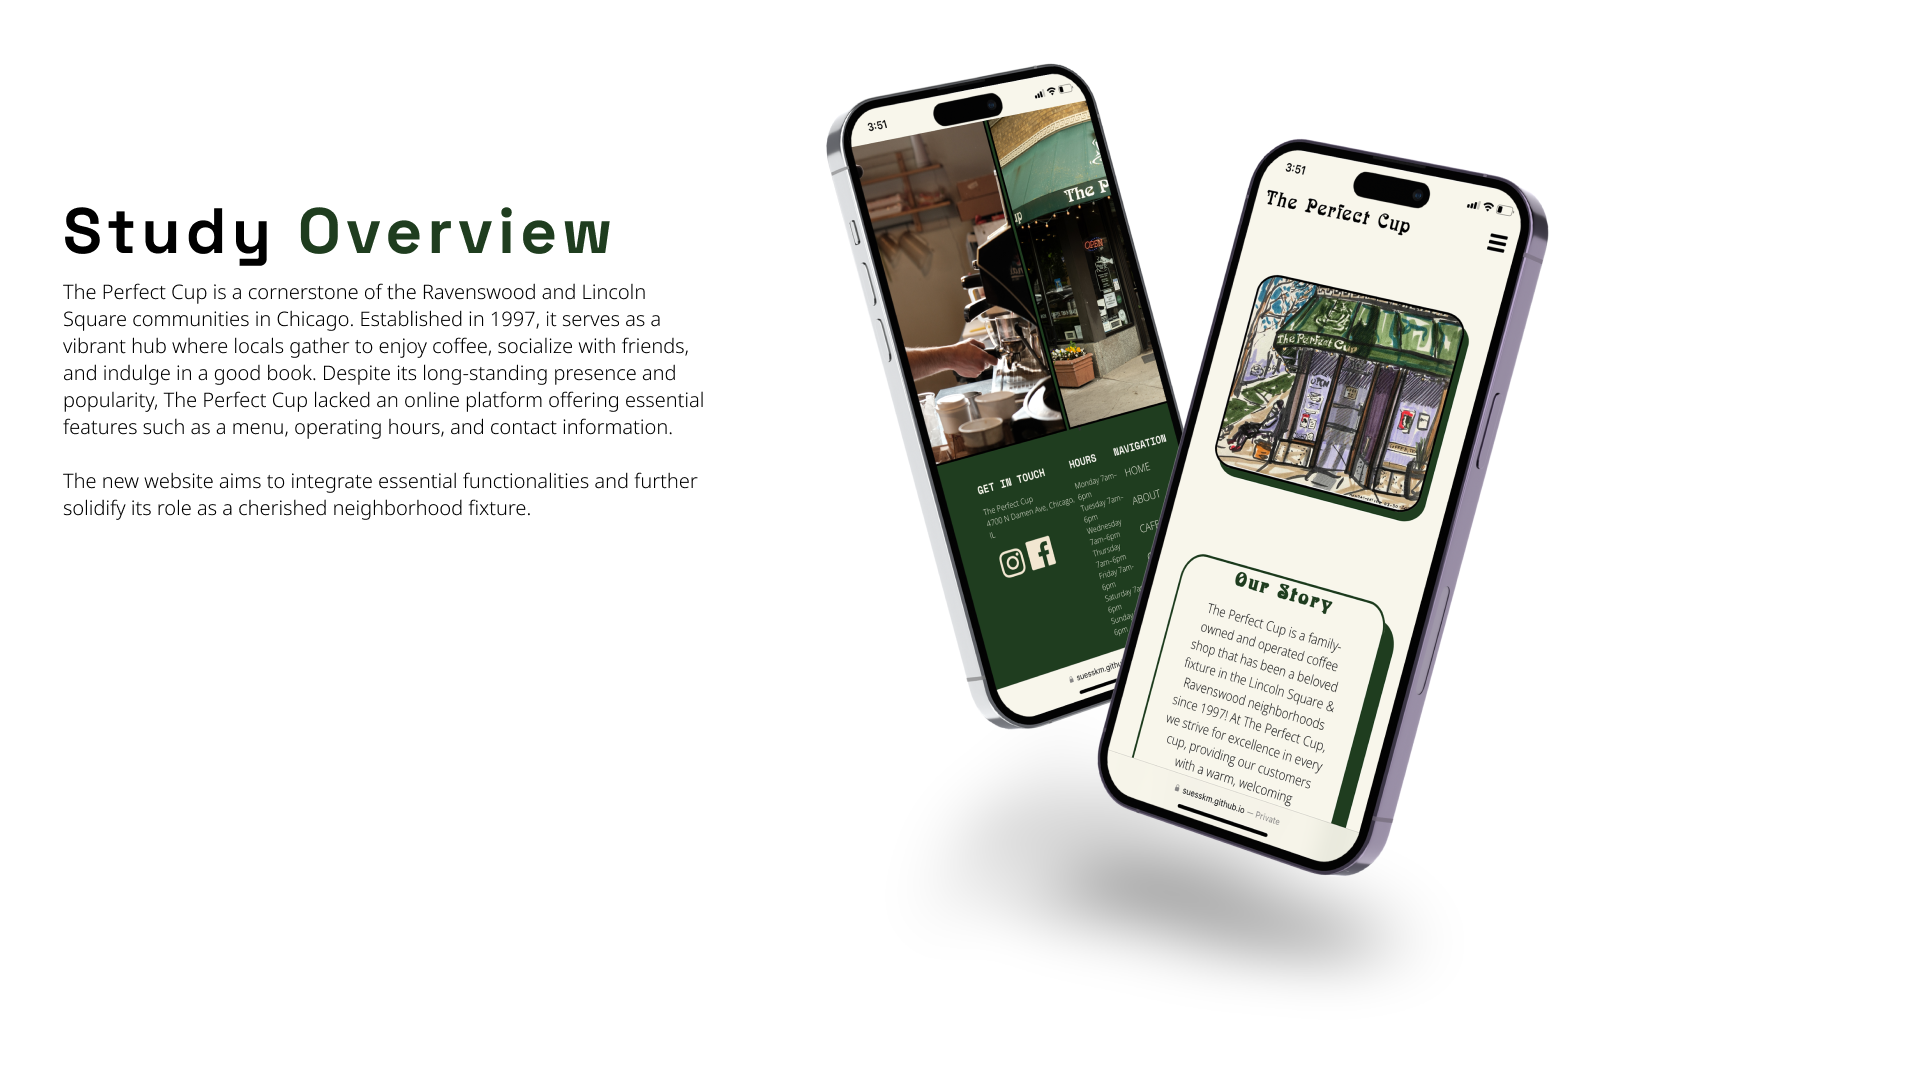 Study Overview
The Perfect Cup is a cornerstone of the Ravenswood and Lincoln
Square communities in Chicago. Established in 1997, it serves as a
vibrant hub where locals gather to enjoy coffee, socialize with friends,
and indulge in a good book. Despite its long-standing presence and
popularity, The Perfect Cup lacked an online platform offering essential
features such as a menu, operating hours, and contact information.
The new website aims to integrate essential functionalities and further
solidify its role as a cherished neighborhood fixture.
3:51
The P
up
OPEN
GET IN TOUCH
The Perfect Cup
4700 N Damen Ave, Chicago,
IL
HOURS
Monday 7am-
6pm
Tuesday 7am-
6pm
Wednesday
7am-6pm
Thursday
7am-6pm
Friday 7am-
6pm
Saturday 7a
6pm
Sunday
6pm
NAVIGATION
HOME
ABOUT
CAFE
suesskm.githu
3:51
The Perfect Cup
The Perfect Cup
OPEN
Our Story
The Perfect Cup is a family-
owned and operated coffee
shop that has been a beloved
fixture in the Lincoln Square &
Ravenswood neighborhoods
since 1997! At The Perfect Cup,
we strive for excellence in every
cup, providing our customers
with a warm, welcoming
suesskm.github.io — Private